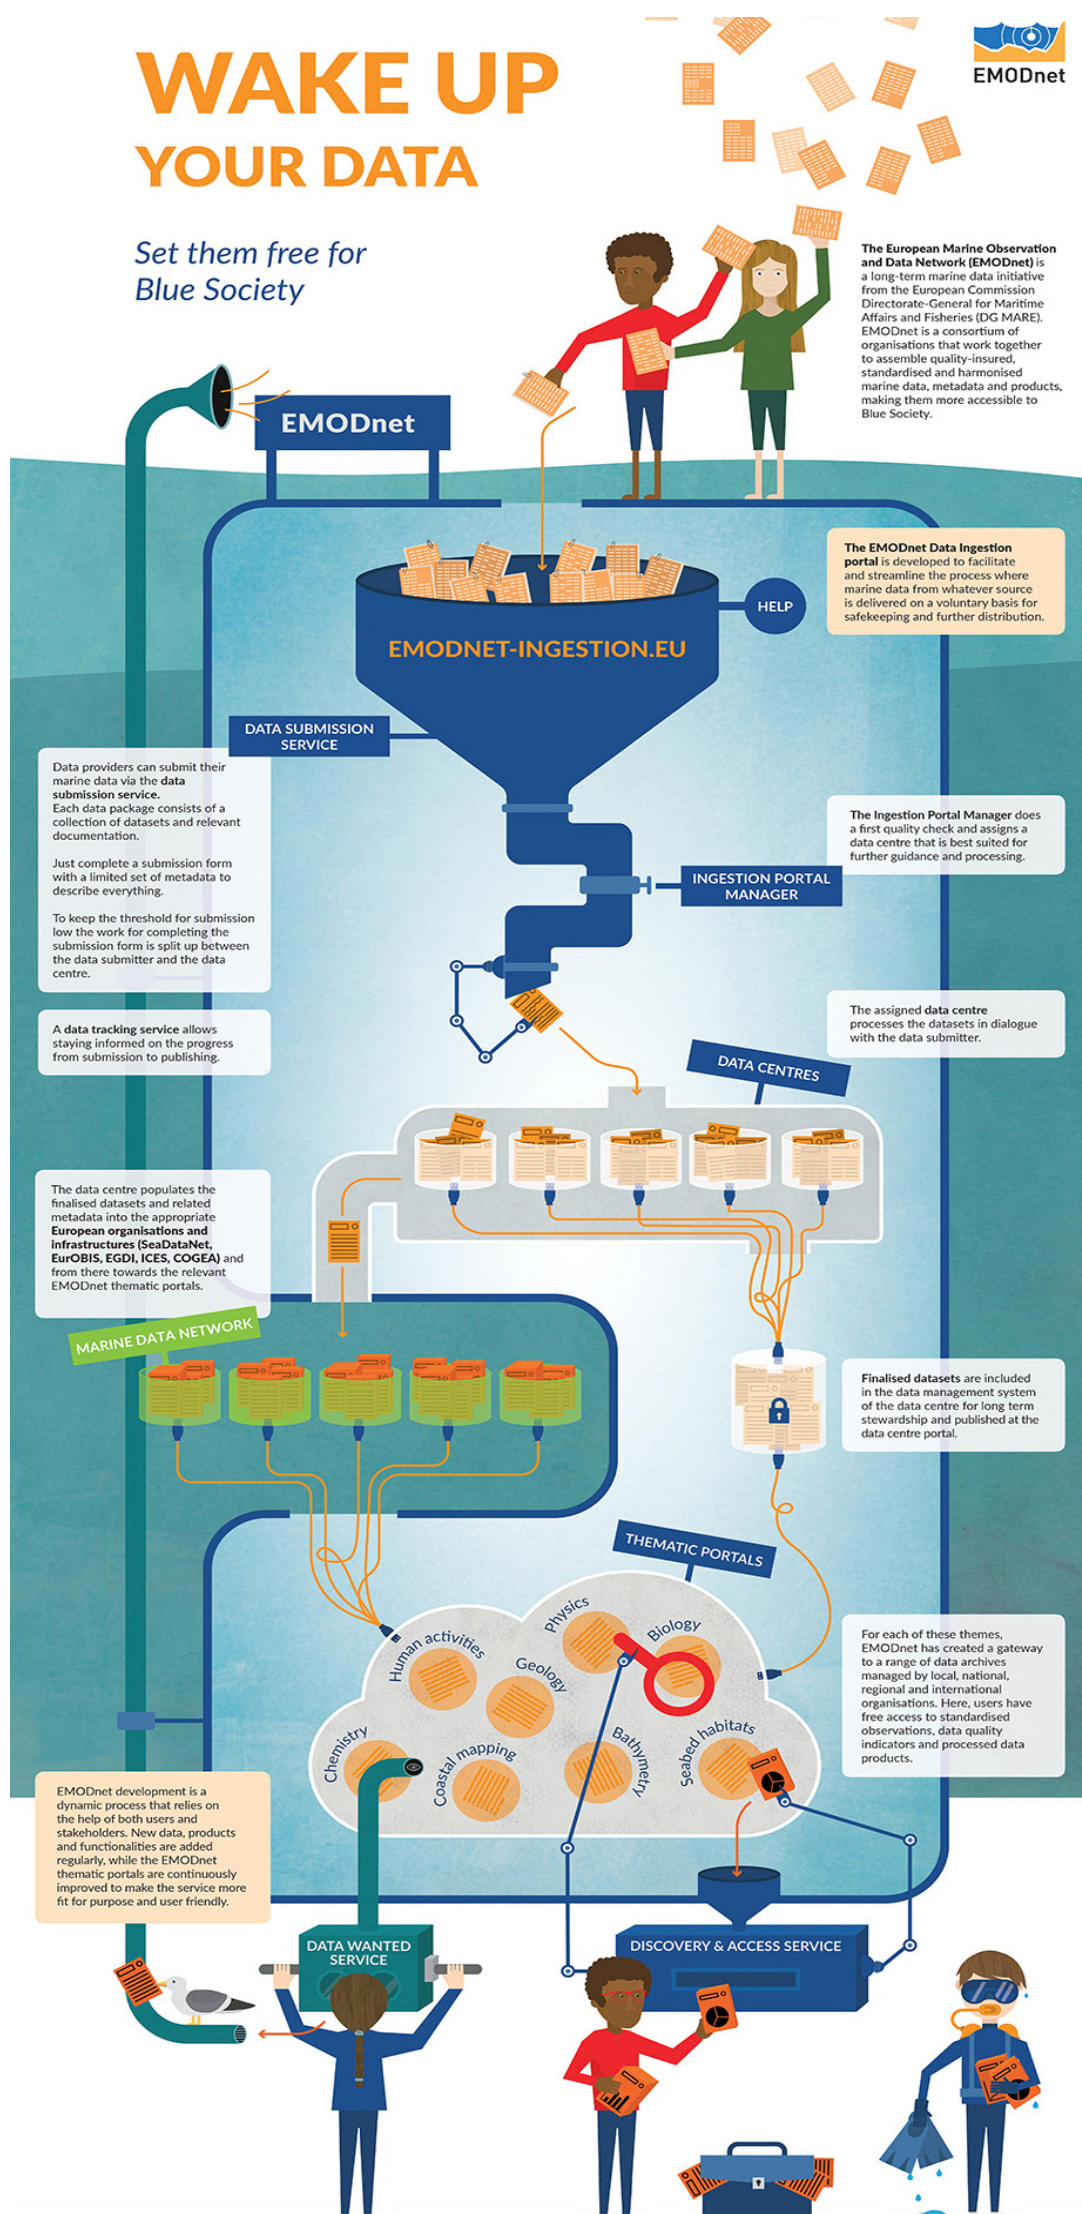 WAKE UP
YOUR DATA
Set them free for
Blue Society
EMODnet
The European Marine Observation
and Data Network (EMODnet) is
a long-term marine data initiative
from the European Commission
Directorate-General for Maritime
Affairs and Fisheries (DG MARE).
EMODnet is a consortium of
organisations that work together
to assemble quality-insured,
standardised and harmonised
marine data, metadata and products,
making them more accessible to
Blue Society.
EMODnet
The EMODnet Data Ingestion
portal is developed to facilitate
and streamline the process where
marine data from whatever source
is delivered on a voluntary basis for
safekeeping and further distribution.
HELP
EMODNET-INGESTION.EU
DATA SUBMISSION
SERVICE
Data providers can submit their
marine data via the data
submission service.
Each data package consists of a
collection of datasets and relevant
documentation.
Just complete a submission form
with a limited set of metadata to
describe everything.
To keep the threshold for submission
low the work for completing the
submission form is split up between
the data submitter and the data
centre.
The Ingestion Portal Manager does
a first quality check and assigns a
data centre that is best suited for
further guidance and processing.
INGESTION PORTAL
MANAGER
A data tracking service allows
staying informed on the progress
from submission to publishing.
The assigned data centre
processes the datasets in dialogue
with the data submitter.
DATA CENTRES
The data centre populates the
finalised datasets and related
metadata into the appropriate
European organisations and
infrastructures (SeaDataNet,
EurOBIS, EGDI, ICES, COGEA) and
from there towards the relevant
EMODnet thematic portals.
MARINE DATA NETWORK
Finalised datasets are included
in the data management system
of the data centre for long term
stewardship and published at the
data centre portal.
THEMATIC PORTALS
Physics
Biology
Human activities
Geology
Chemistry
Coastal mapping
Bathymetry
Seabed habitats
For each of these themes,
EMODnet has created a gateway
to a range of data archives
managed by local, national,
regional and international
organisations. Here, users have
free access to standardised
observations, data quality
indicators and processed data
products.
EMODnet development is a
dynamic process that relies on
the help of both users and
stakeholders. New data, products
and functionalities are added
regularly, while the EMODnet
thematic portals are continuously
improved to make the service more
fit for purpose and user friendly.
DATA WANTED
SERVICE
DISCOVERY & ACCESS SERVICE